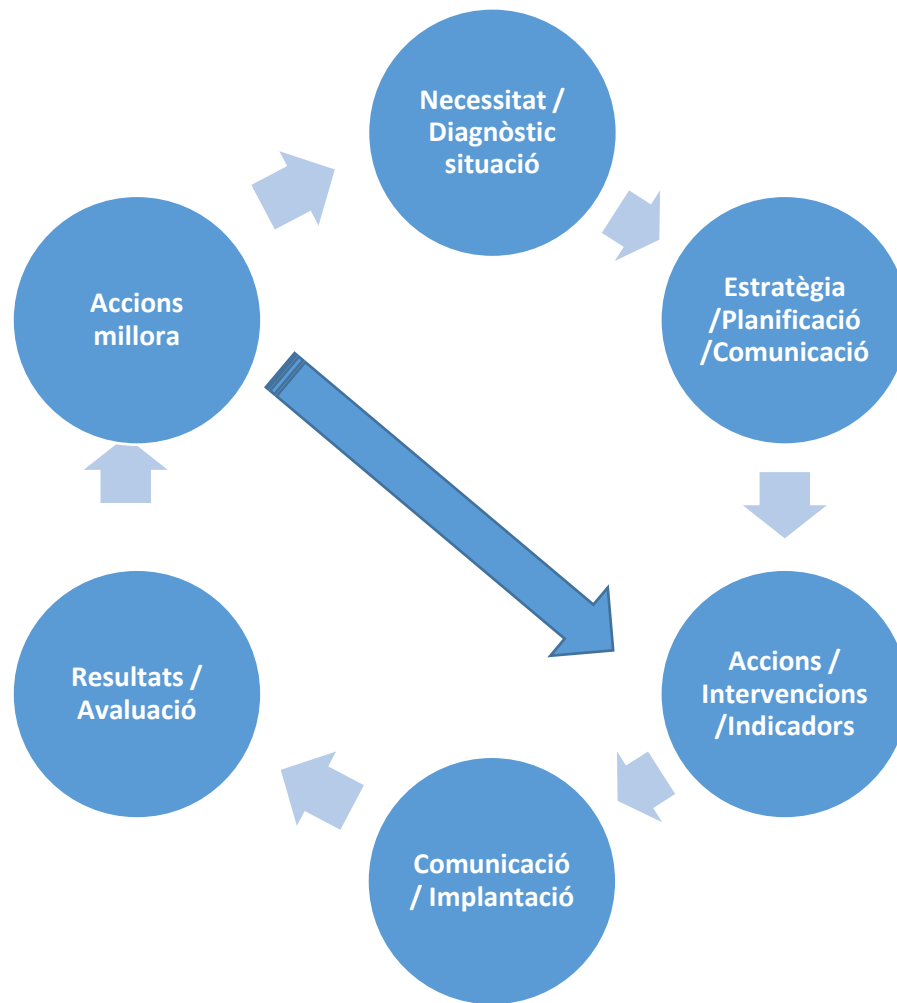 Necessitat /
Diagnòstic
situació
Estratègia
/Planificació
/Comunicació
Accions /
Intervencions
/Indicadors
Comunicació
/ Implantació
Resultats /
Avaluació
Accions
millora